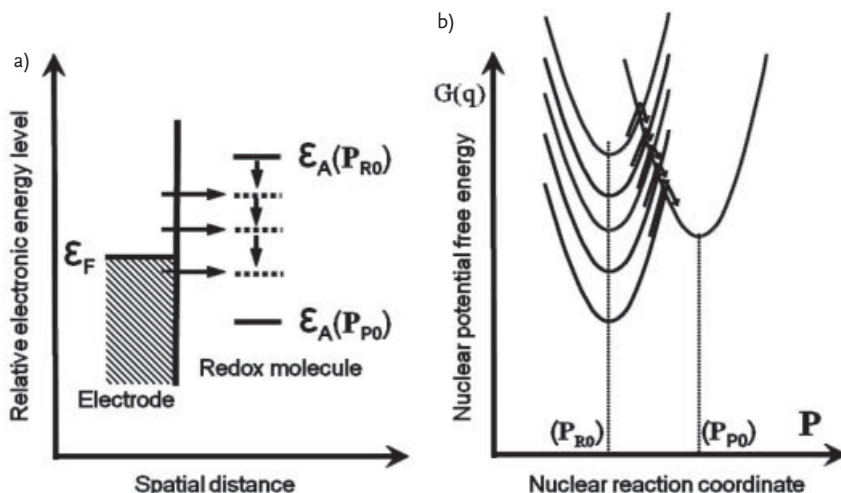 a)
Relative electronic energy level
ε_A(P_R0)
ε_F
ε_A(P_P0)
Redox molecule
Electrode
Spatial distance
b)
G(q)
Nuclear potential free energy
(P_R0)
(P_P0)
P
Nuclear reaction coordinate